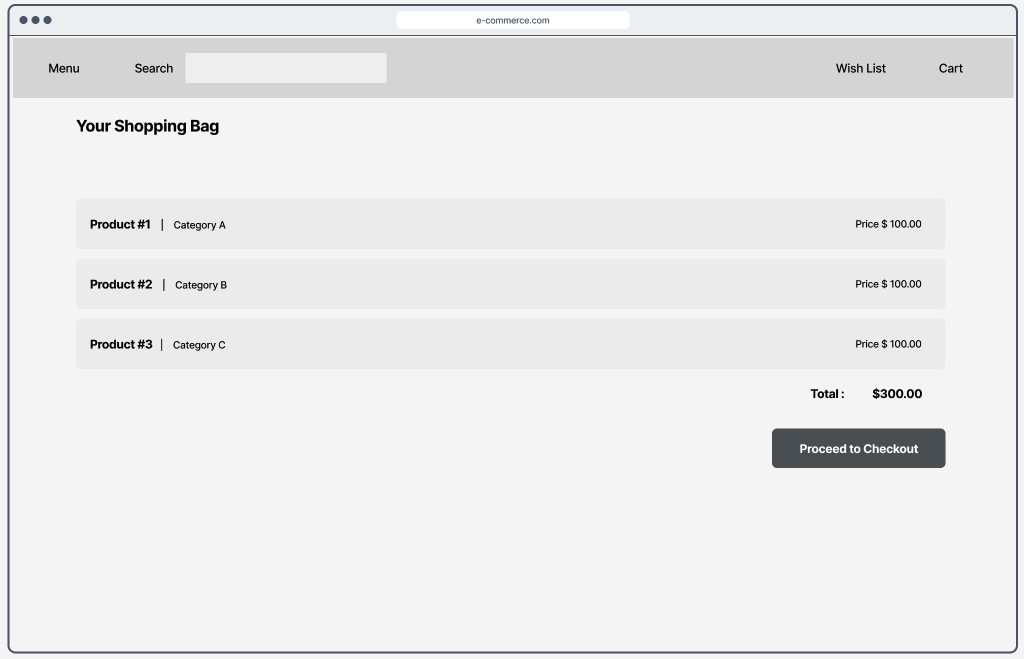 e-commerce.com
Menu Search Wish List Cart
Your Shopping Bag
Product #1 | Category A Price $ 100.00
Product #2 | Category B Price $ 100.00
Product #3 | Category C Price $ 100.00
Total : $300.00
Proceed to Checkout